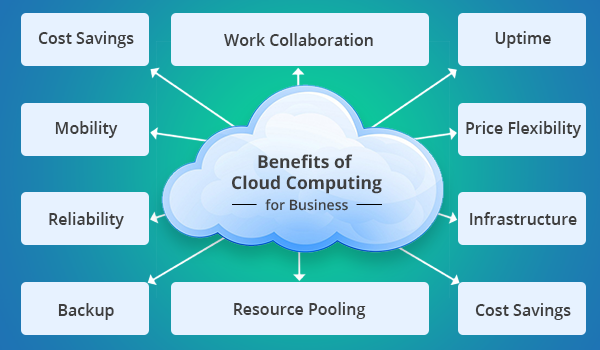 Cost Savings
Work Collaboration
Uptime
Mobility
Price Flexibility
Benefits of
Cloud Computing
for Business
Reliability
Infrastructure
Backup
Resource Pooling
Cost Savings